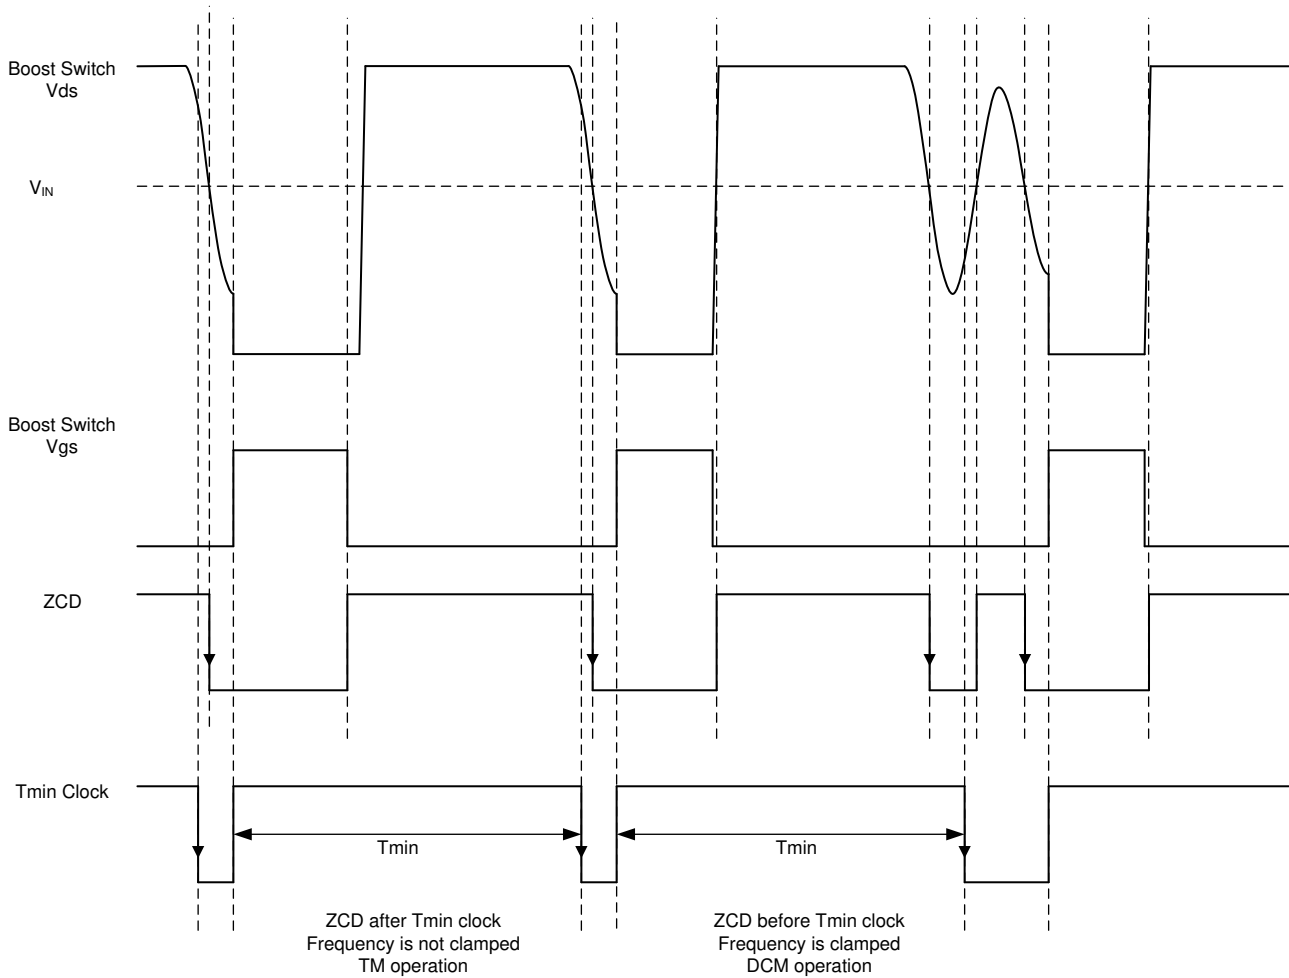 Boost Switch
Vds
VIN
Boost Switch
Vgs
ZCD
Tmin Clock
Tmin
Tmin
ZCD after Tmin clock
Frequency is not clamped
TM operation
ZCD before Tmin clock
Frequency is clamped
DCM operation